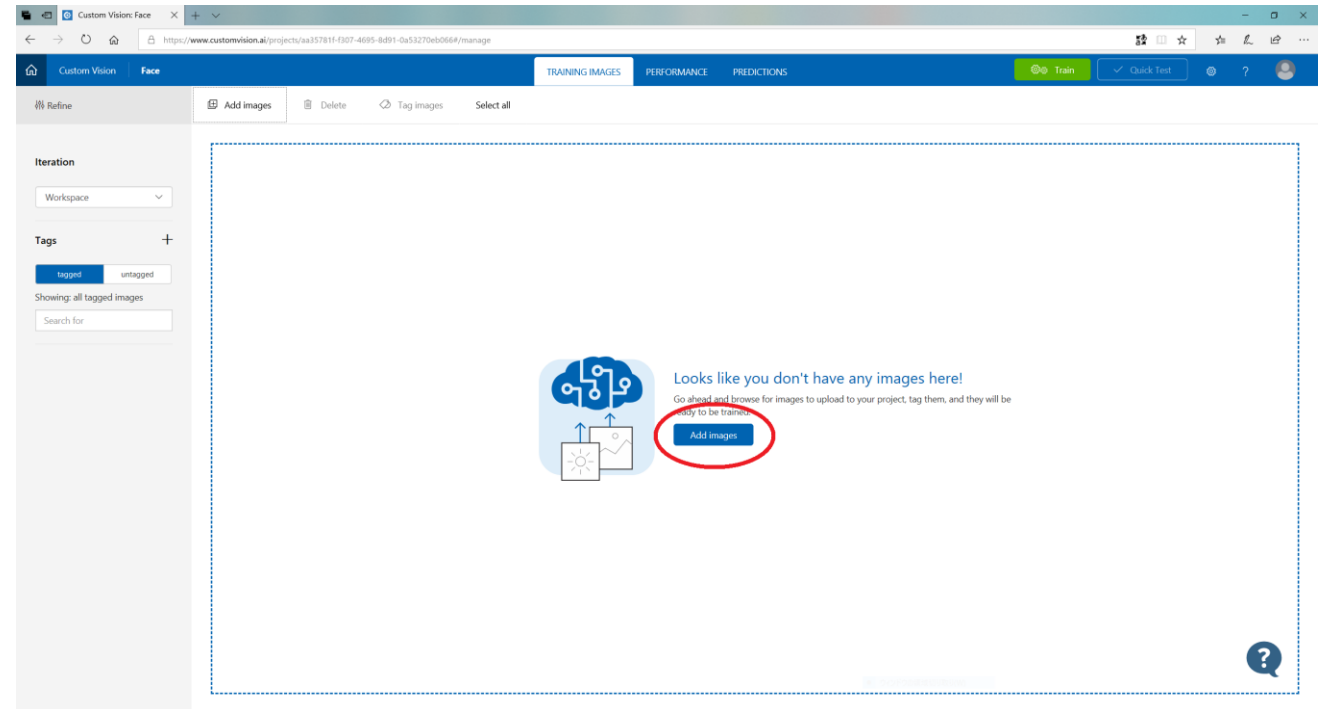 Custom Vision: Face
https://www.customvision.ai/projects/aa35781f-f307-4695-8d91-0a53270eb066#/manage
Custom Vision Face TRAINING IMAGES PERFORMANCE PREDICTIONS Train Quick Test ?
Refine Add images Delete Tag images Select all
Iteration
Workspace
Tags
tagged untagged
Showing: all tagged images
Search for
Looks like you don't have any images here!
Go ahead and browse for images to upload to your project, tag them, and they will be
ready to be trained.
Add images
?